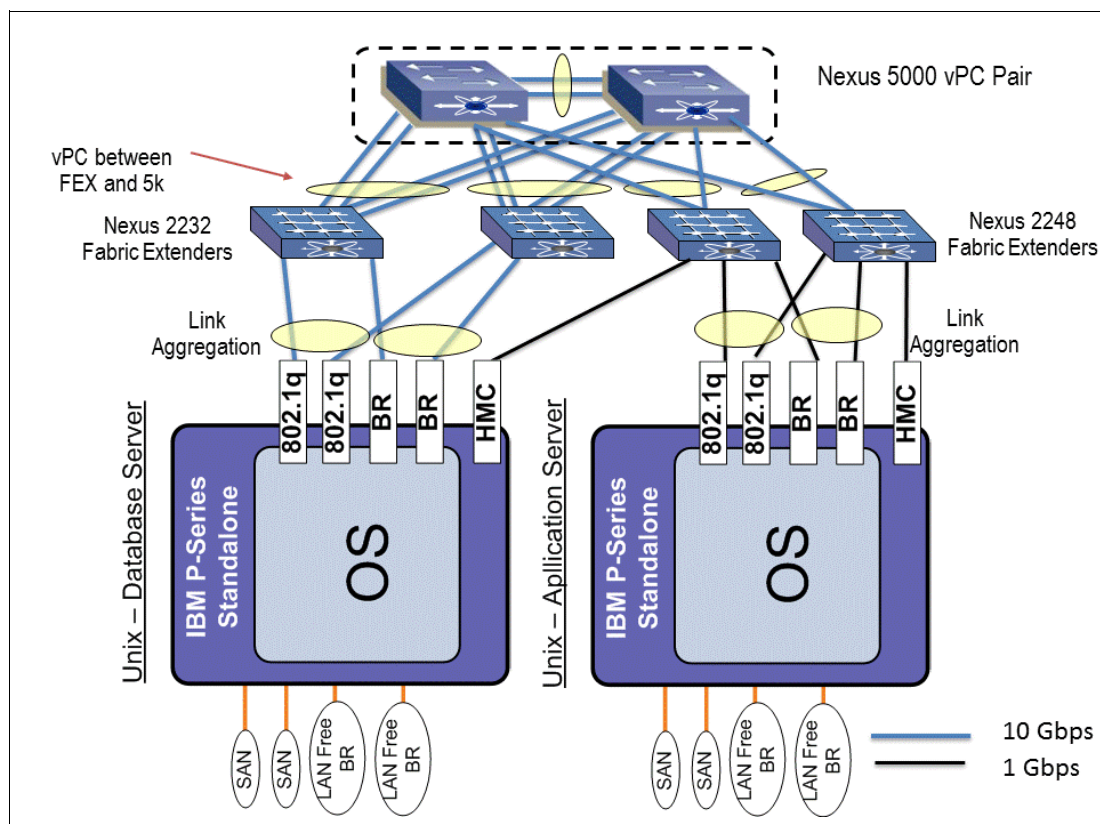 Nexus 5000 vPC Pair
vPC between
FEX and 5k
Nexus 2232
Fabric Extenders
Nexus 2248
Fabric Extenders
Link
Aggregation
Link
Aggregation
802.1q
802.1q
BR
BR
HMC
802.1q
802.1q
BR
BR
HMC
Unix – Database Server
IBM P-Series
Standalone
OS
Unix – Apllication Server
IBM P-Series
Standalone
OS
SAN
SAN
LAN Free
BR
LAN Free
BR
SAN
SAN
LAN Free
BR
LAN Free
BR
10 Gbps
1 Gbps